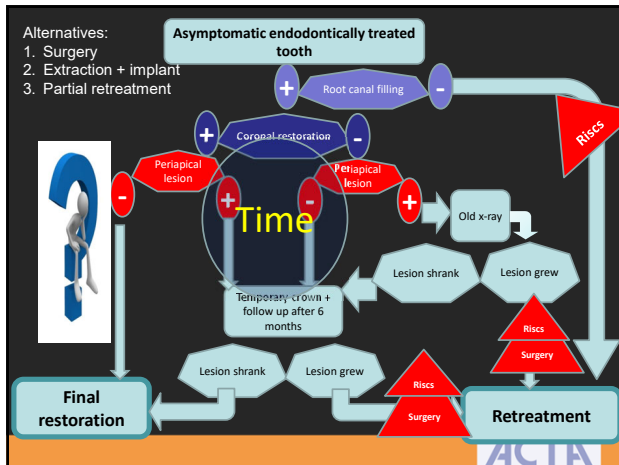 Alternatives:
1. Surgery
2. Extraction + implant
3. Partial retreatment
Asymptomatic endodontically treated
tooth
+
Root canal filling
-
Riscs
+
Coronal restoration
-
Periapical
lesion
-
+
Periapical
lesion
-
+
Time
Old x-ray
Lesion shrank
Lesion grew
Temporary crown +
follow up after 6
months
Riscs
Surgery
Lesion shrank
Lesion grew
Riscs
Surgery
Final
restoration
Retreatment
ACTA